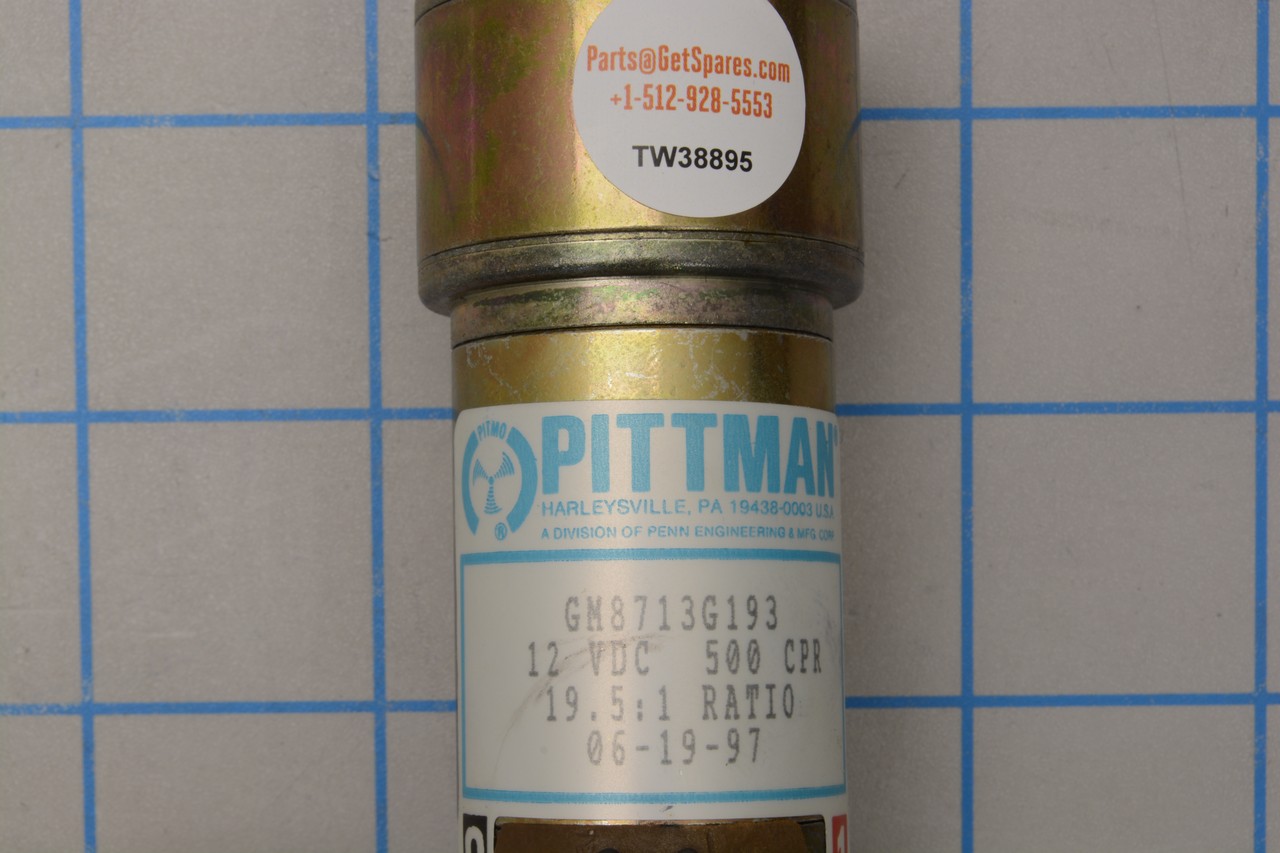 Parts@GetSpares.com
+1-512-928-5553
TW38895
PITMO
PITTMAN
®
HARLEYSVILLE, PA 19438-0003 U.S.A
A DIVISION OF PENN ENGINEERING & MFG. CORP
GM8713G193
12 VDC 500 CPR
19.5:1 RATIO
06-19-97